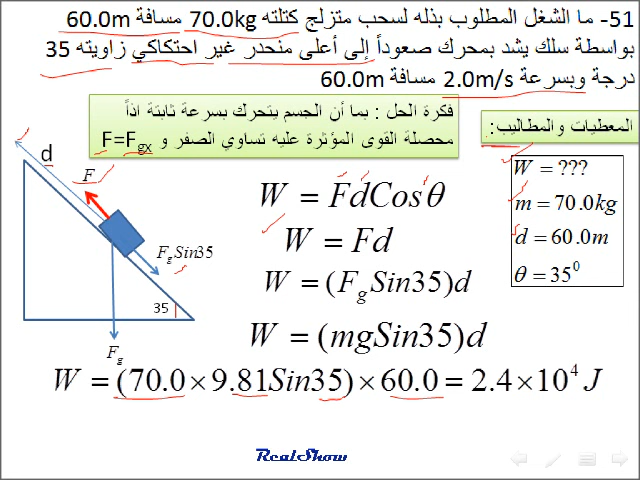 51- ما الشغل المطلوب بذله لسحب متزلج كتلته 70.0kg مسافة 60.0m
بواسطة سلك يشد بمحرك صعوداً إلى أعلى منحدر غير احتكاكي زاويته 35
درجة وبسرعة 2.0m/s مسافة 60.0m
المعطيات والمطاليب:
W = ???
m = 70.0kg
d = 60.0m
θ = 35⁰
فكرة الحل : بما أن الجسم يتحرك بسرعة ثابتة اذاً
محصلة القوى المؤثرة عليه تساوي الصفر و F=Fgx
d
F
FgSin35
35
Fg
W = FdCosθ
W = Fd
W = (FgSin35)d
W = (mgSin35)d
W = (70.0×9.81Sin35)×60.0 = 2.4×10⁴ J
RealShow